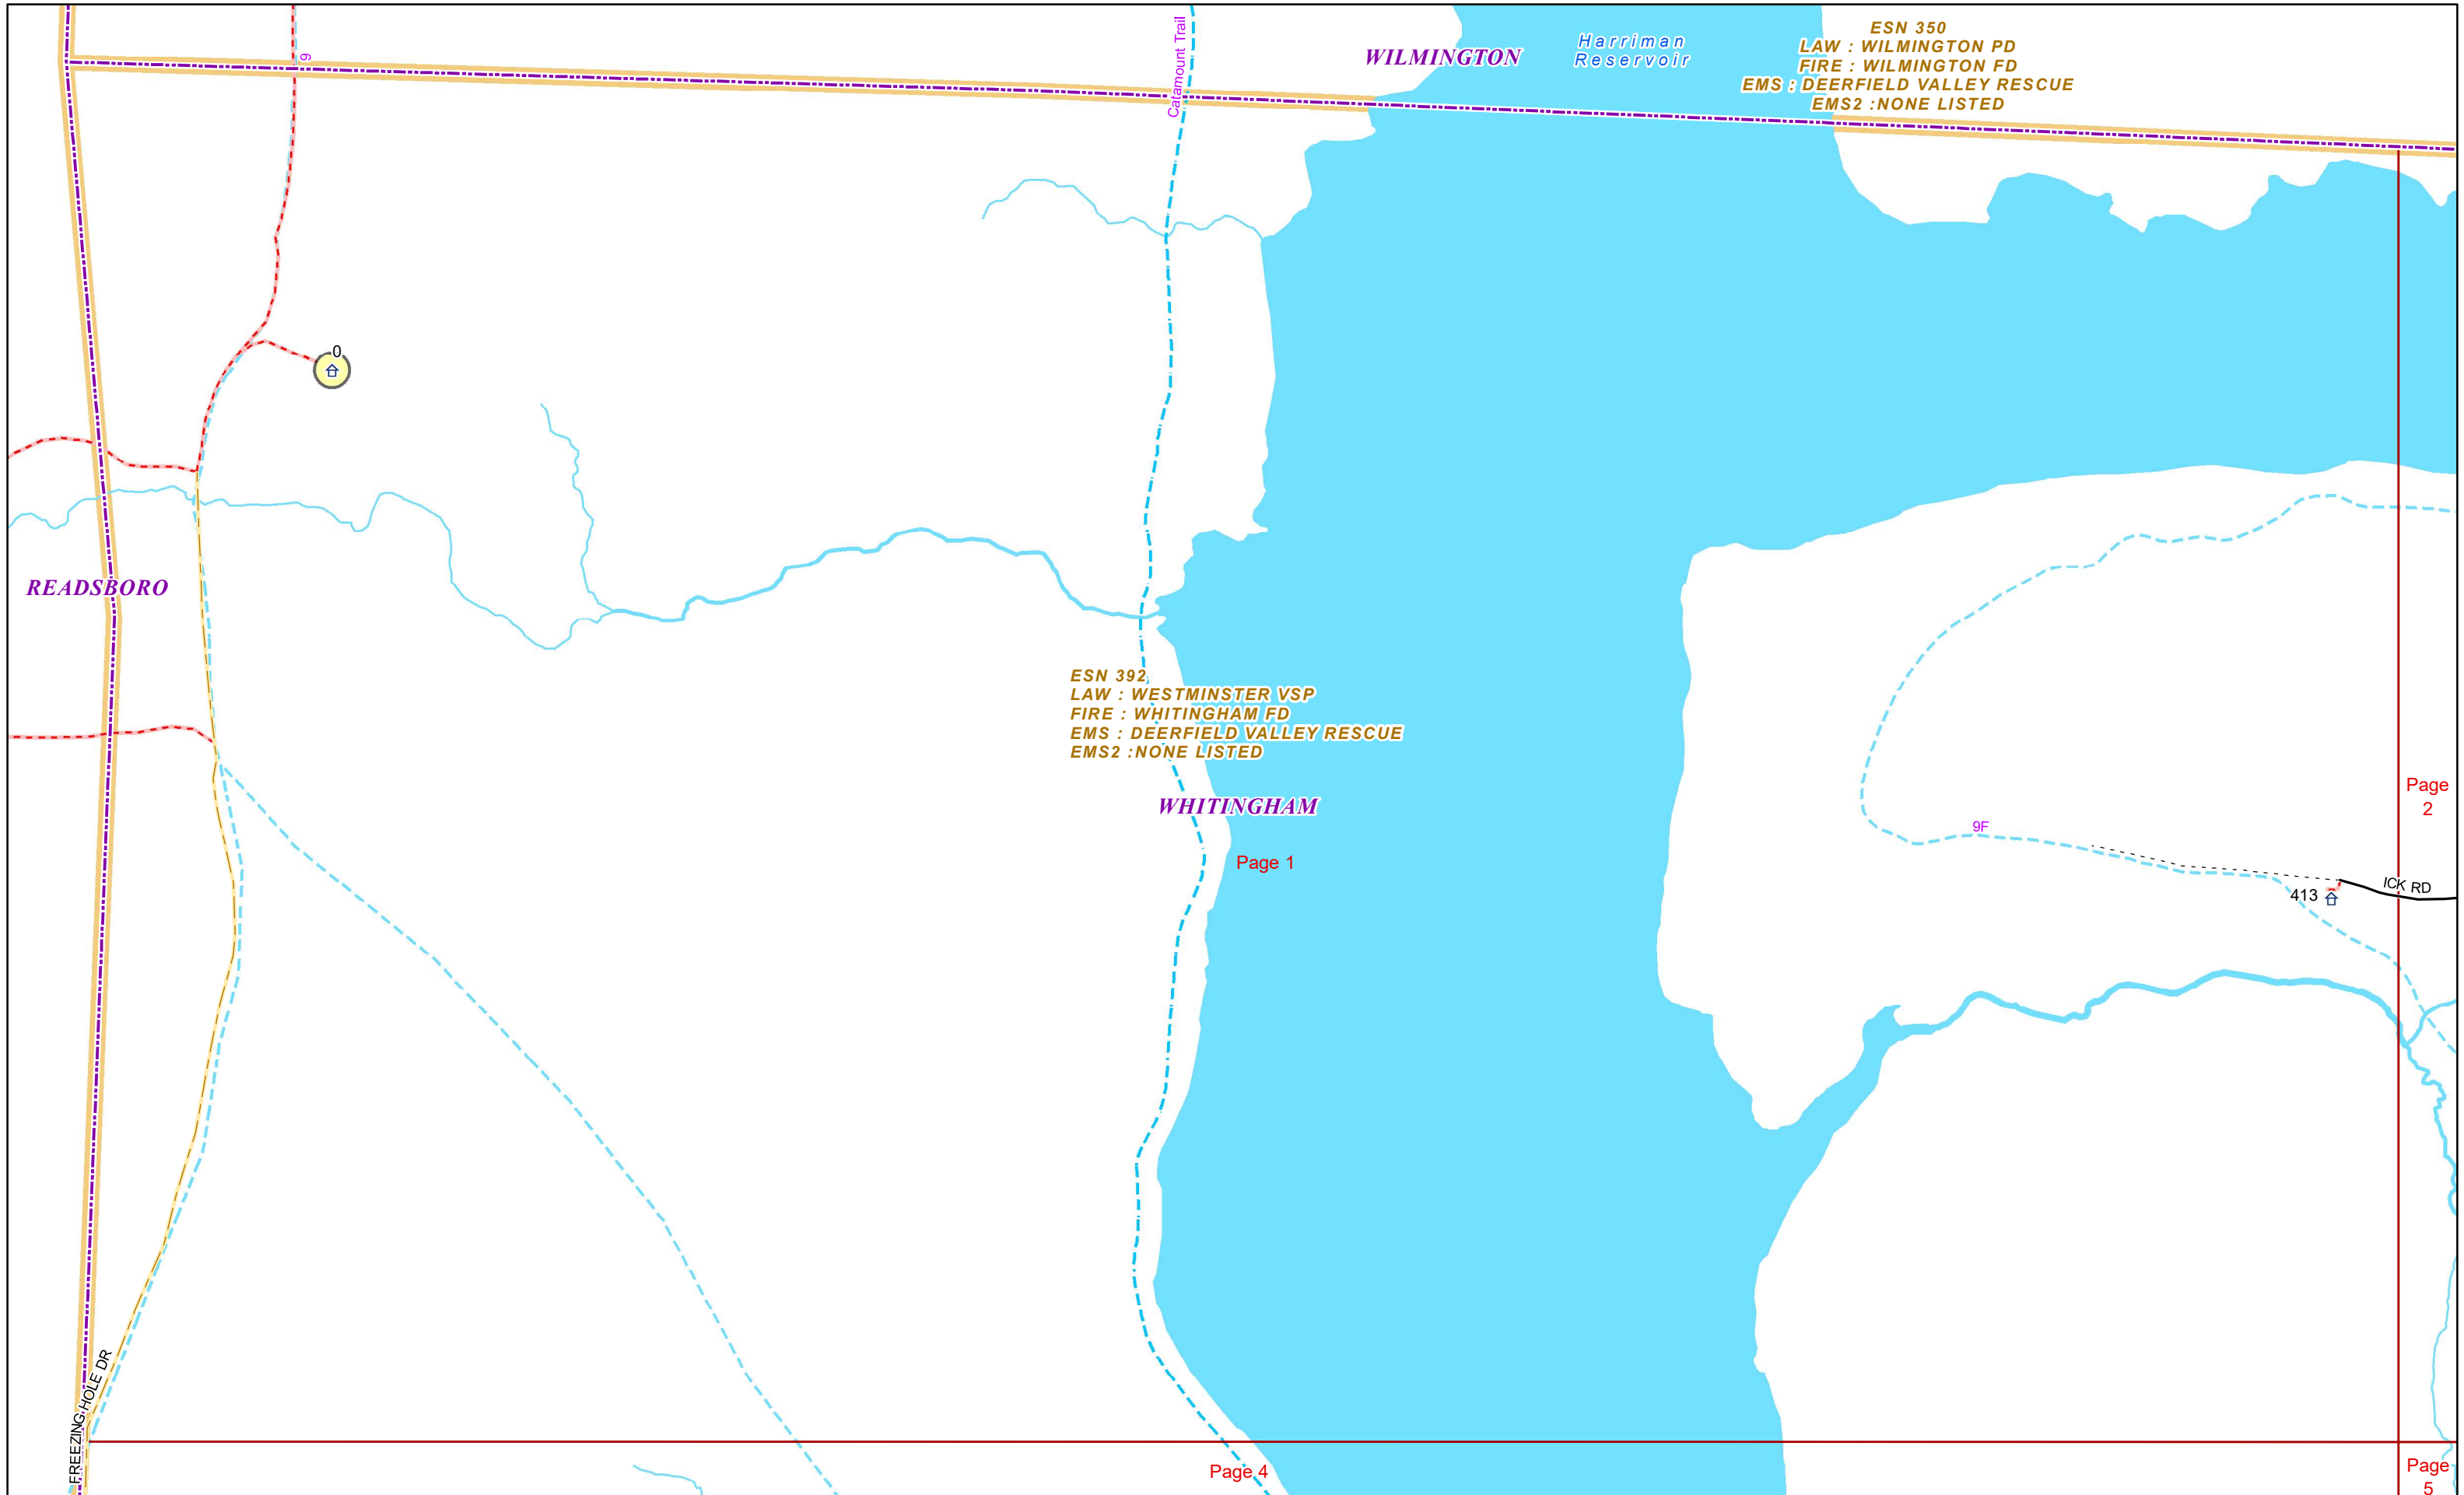 Catamount Trail
WILMINGTON
Harriman
Reservoir
ESN 350
LAW : WILMINGTON PD
FIRE : WILMINGTON FD
EMS : DEERFIELD VALLEY RESCUE
EMS2 :NONE LISTED
9
0
READSBORO
ESN 392
LAW : WESTMINSTER VSP
FIRE : WHITINGHAM FD
EMS : DEERFIELD VALLEY RESCUE
EMS2 :NONE LISTED
WHITINGHAM
Page 1
Page
2
9F
413
ICK RD
FREEZING HOLE DR
Page 4
Page
5